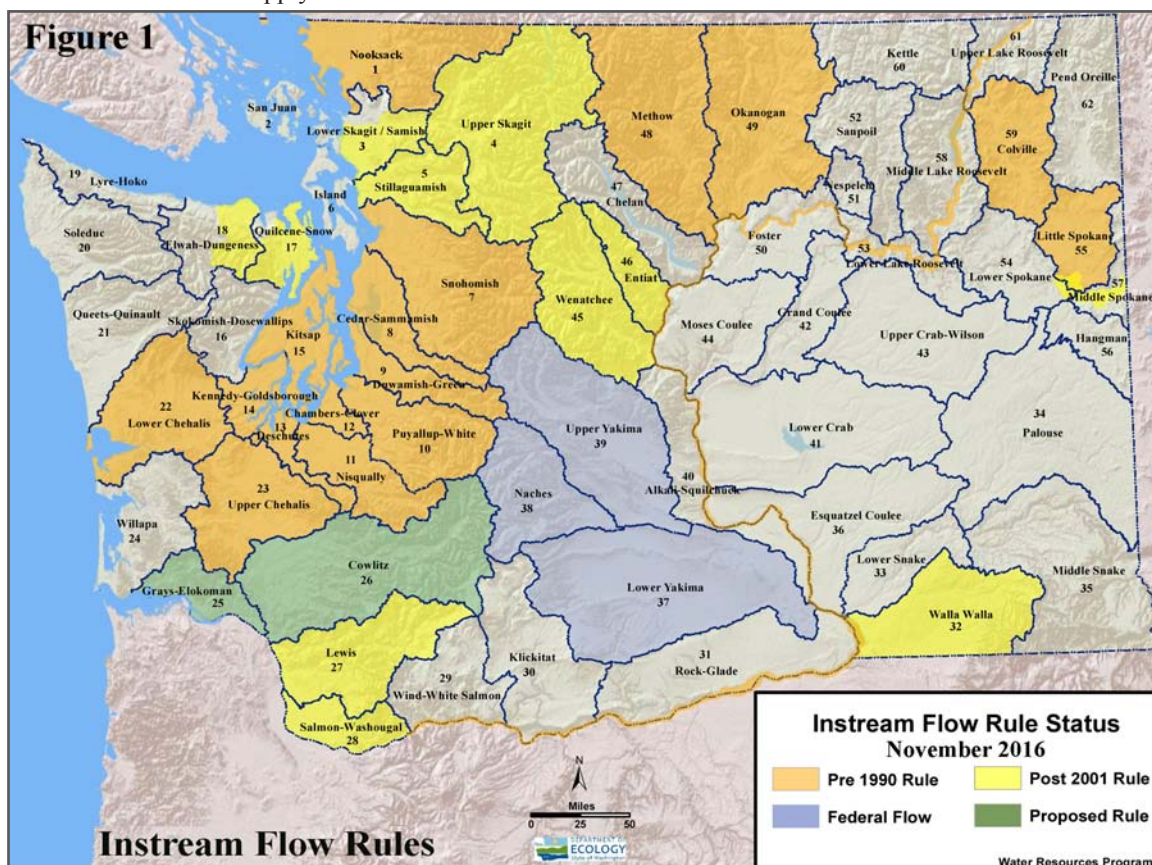 supply
Figure 1
Nooksack
1
San Juan
2
Lower Skagit / Samish
3
Upper Skagit
4
5
Stillaguamish
Island
6
Methow
48
Okanogan
49
Kettle
60
61
Upper Lake Roosevelt
Pend Oreille
62
52
Sanpoil
58
Middle Lake Roosevelt
59
Colville
Nespelem
51
47
Chelan
19
Lyre-Hoko
Soleduc
20
18
Elwah-Dungeness
Quilcene-Snow
17
Snohomish
7
46
Entiat
Wenatchee
45
Foster
50
53
Lower Lake Roosevelt
54
Lower Spokane
Little Spokane
55
57
Middle Spokane
Hangman
56
Queets-Quinault
21
Skokomish-Dosewallips
16
Kitsap
15
Cedar-Sammamish
8
9
Duwamish-Green
Moses Coulee
44
Grand Coulee
42
Upper Crab-Wilson
43
22
Lower Chehalis
Kennedy-Goldsborough
14
13
Deschutes
Chambers-Clover
12
Puyallup-White
10
11
Nisqually
Upper Yakima
39
Lower Crab
41
34
Palouse
23
Upper Chehalis
Willapa
24
Naches
38
40
Alkali-Squilchuck
Esquatzel Coulee
36
Lower Snake
33
Middle Snake
35
Grays-Elokoman
25
Cowlitz
26
Lower Yakima
37
Walla Walla
32
Lewis
27
29
Wind-White Salmon
Klickitat
30
31
Rock-Glade
Salmon-Washougal
28
N
Miles
0 25 50
DEPARTMENT OF
ECOLOGY
State of Washington
Instream Flow Rules
Instream Flow Rule Status
November 2016
Pre 1990 Rule
Post 2001 Rule
Federal Flow
Proposed Rule
Water Resources Program